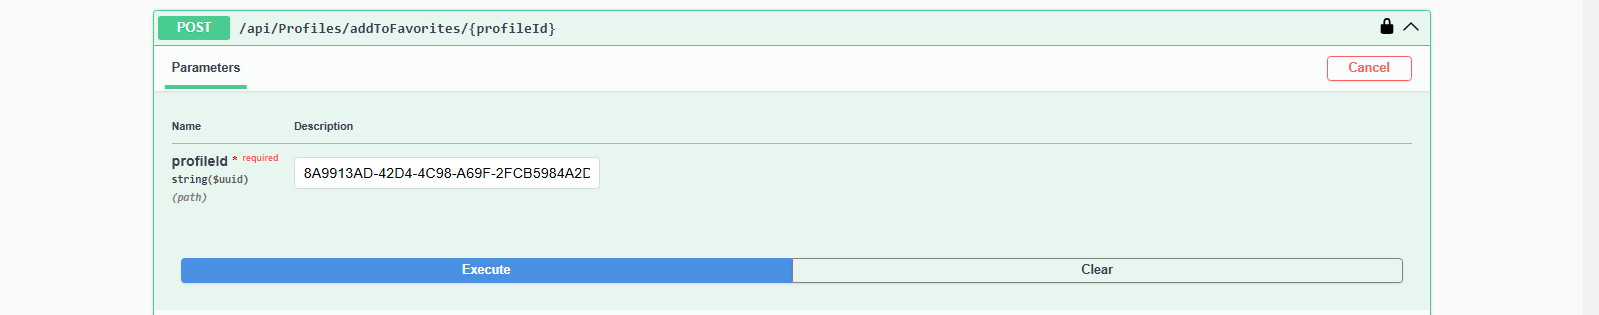 POST /api/Profiles/addToFavorites/{profileId}
Parameters Cancel
Name Description
profileId * required
string($uuid) 8A9913AD-42D4-4C98-A69F-2FCB5984A2D
(path)
Execute Clear